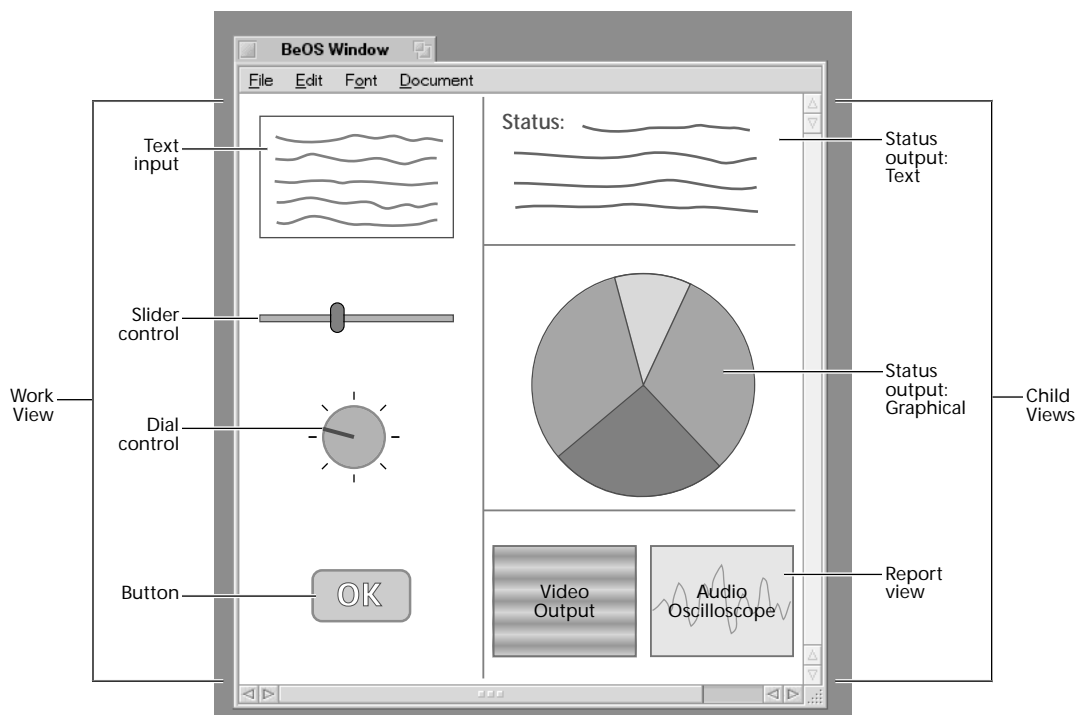 BeOS Window
File Edit Font Document
Text
input
Status:
Status
output:
Text
Slider
control
Work
View
Dial
control
Status
output:
Graphical
Child
Views
Button
OK
Video
Output
Audio
Oscilloscope
Report
view